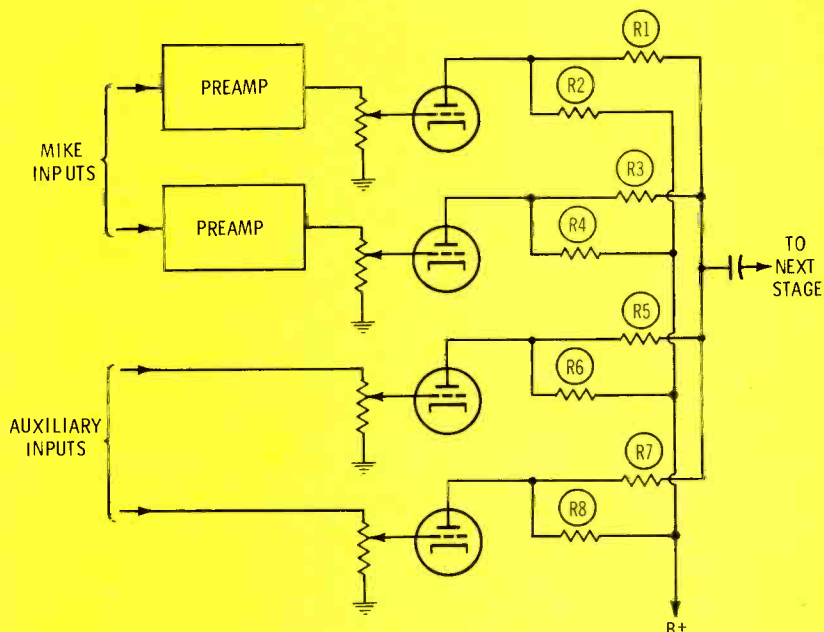 R1
PREAMP
R2
MIKE
INPUTS
R3
PREAMP
R4
TO
NEXT
STAGE
R5
R6
AUXILIARY
INPUTS
R7
R8
B+